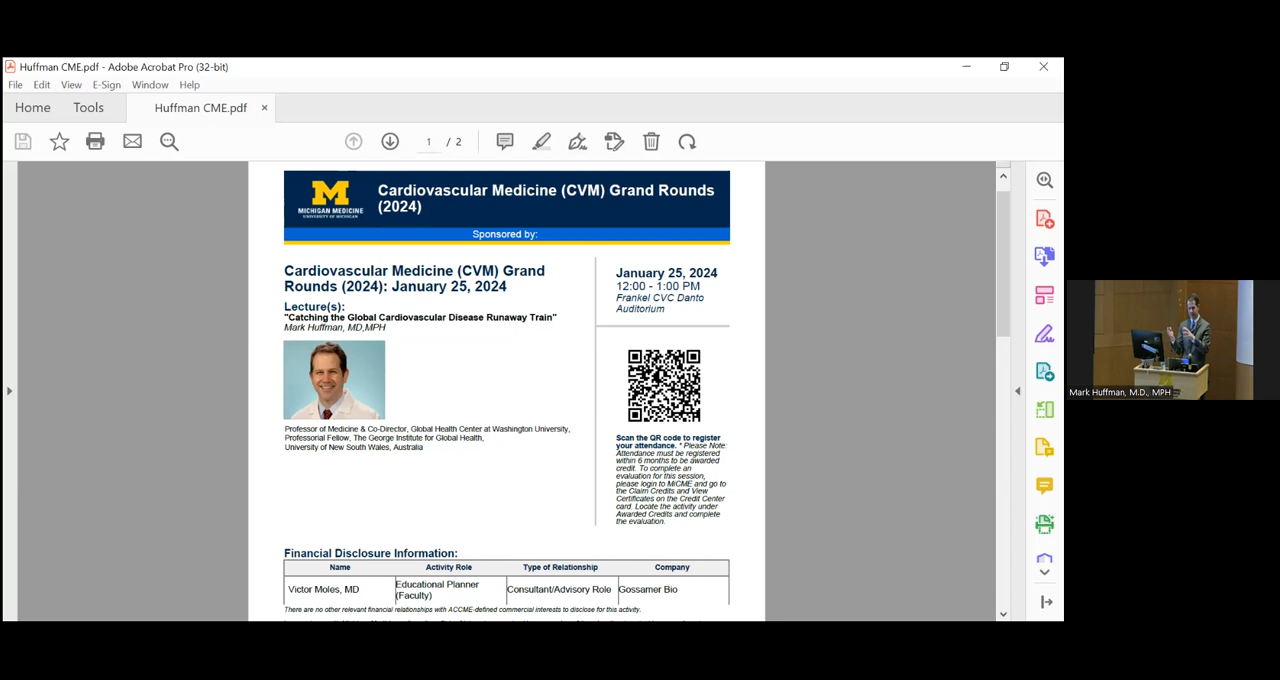 Huffman CME.pdf - Adobe Acrobat Pro (32-bit)
File Edit View E-Sign Window Help
Home Tools Huffman CME.pdf ×
1 / 2
M
MICHIGAN MEDICINE
UNIVERSITY OF MICHIGAN
Cardiovascular Medicine (CVM) Grand Rounds
(2024)
Sponsored by:
Cardiovascular Medicine (CVM) Grand
Rounds (2024): January 25, 2024
Lecture(s):
"Catching the Global Cardiovascular Disease Runaway Train"
Mark Huffman, MD,MPH
Professor of Medicine & Co-Director, Global Health Center at Washington University,
Professorial Fellow, The George Institute for Global Health,
University of New South Wales, Australia
January 25, 2024
12:00 - 1:00 PM
Frankel CVC Danto
Auditorium
Scan the QR code to register
your attendance. * Please Note:
Attendance must be registered
within 6 months to be awarded
credit. To complete an
evaluation for this session,
please login to MiCME and go to
the Claim Credits and View
Certificates on the Credit Center
card. Locate the activity under
Awarded Credits and complete
the evaluation.
Financial Disclosure Information:
Name Activity Role Type of Relationship Company
Victor Moles, MD Educational Planner (Faculty) Consultant/Advisory Role Gossamer Bio
There are no other relevant financial relationships with ACCME-defined commercial interests to disclose for this activity.
Mark Huffman, M.D., MPH